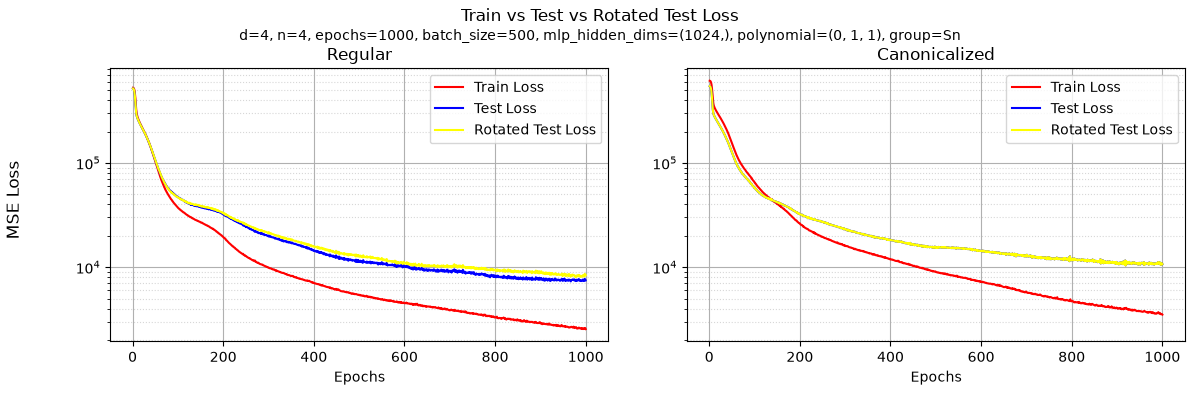 Train vs Test vs Rotated Test Loss
d=4, n=4, epochs=1000, batch_size=500, mlp_hidden_dims=(1024,), polynomial=(0, 1, 1), group=Sn
Regular
MSE Loss
10^5
10^4
Train Loss
Test Loss
Rotated Test Loss
0 200 400 600 800 1000
Epochs
Canonicalized
10^5
10^4
Train Loss
Test Loss
Rotated Test Loss
0 200 400 600 800 1000
Epochs